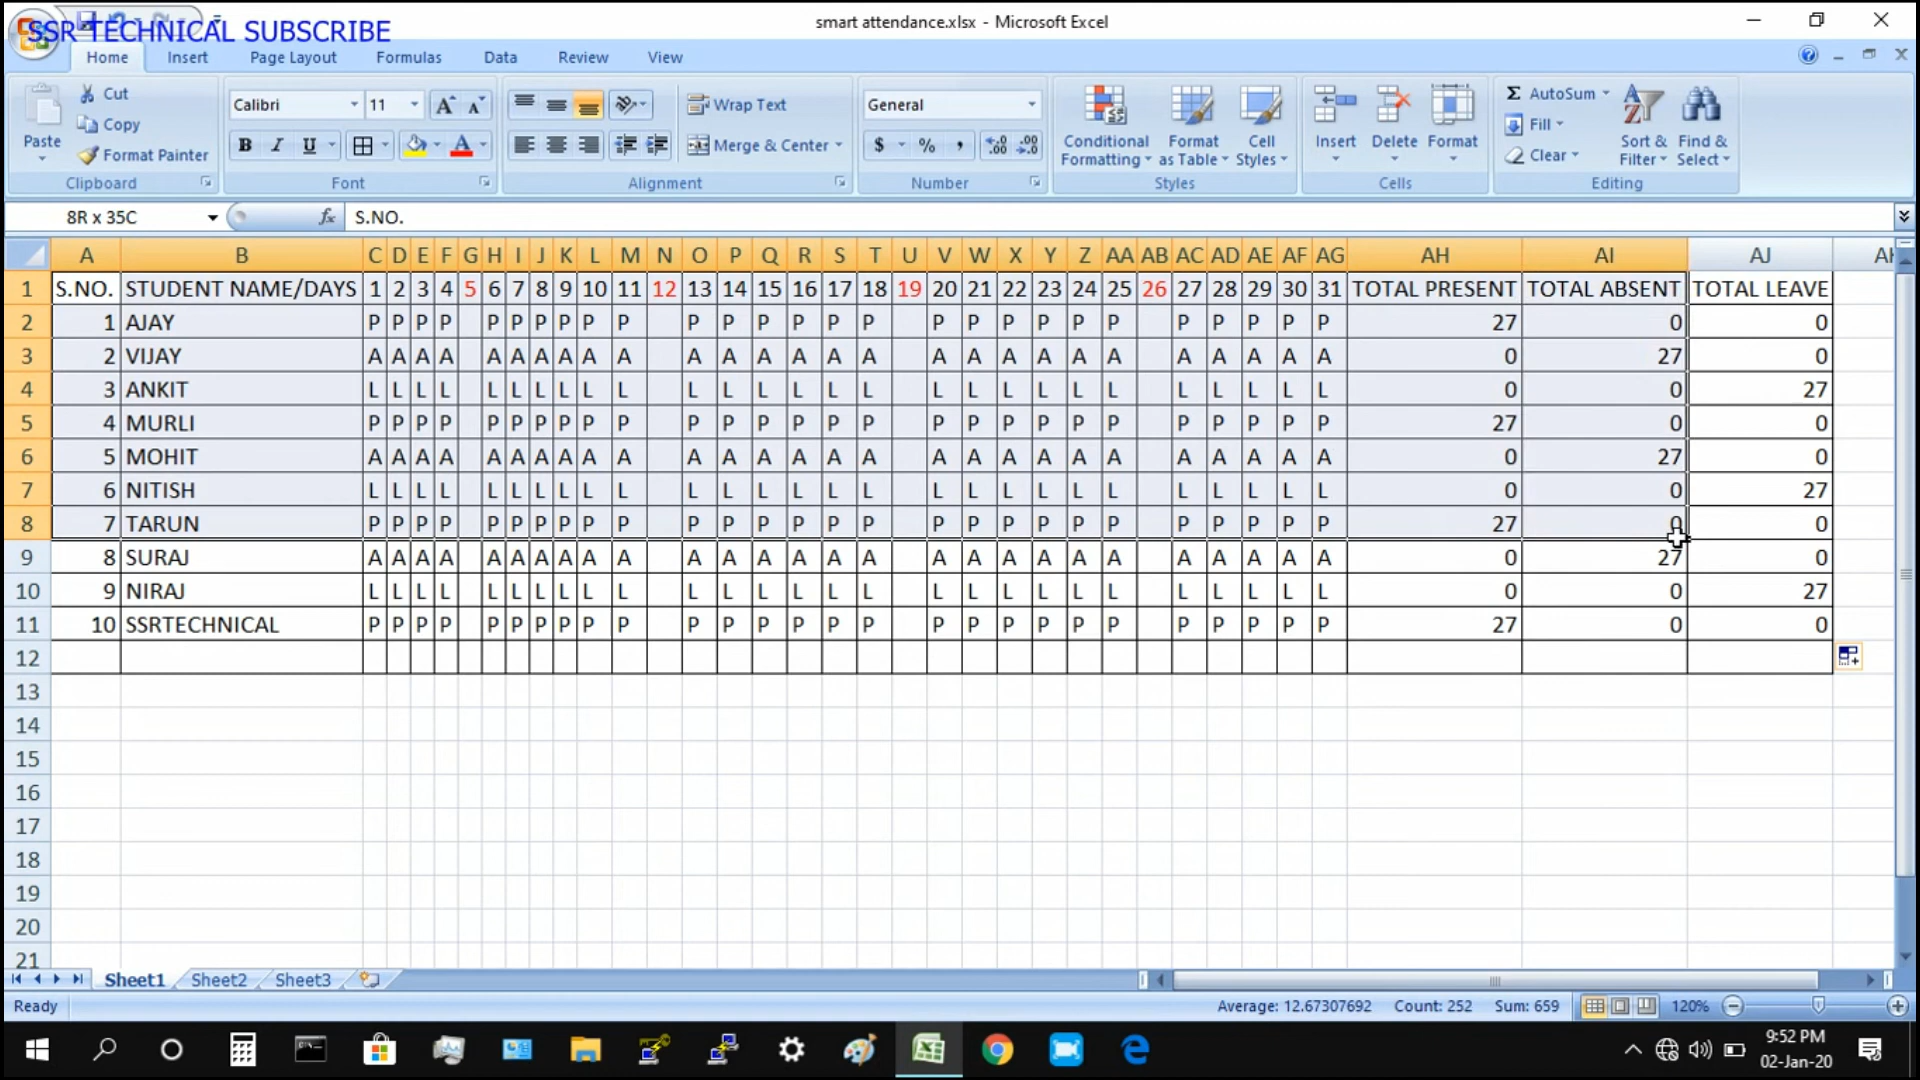 SSR TECHNICAL SUBSCRIBE
smart attendance.xlsx - Microsoft Excel
Home Insert Page Layout Formulas Data Review View
Paste
Cut
Copy
Format Painter
Clipboard
Calibri 11
B I U
Font
Wrap Text
Merge & Center
Alignment
General
$ % ,
Number
Conditional Formatting
Format as Table
Cell Styles
Styles
Insert Delete Format
Cells
Σ AutoSum
Fill
Clear
Sort & Filter
Find & Select
Editing
8R x 35C fx S.NO.
A B C D E F G H I J K L M N O P Q R S T U V W X Y Z AA AB AC AD AE AF AG AH AI AJ
1 S.NO. STUDENT NAME/DAYS 1 2 3 4 5 6 7 8 9 10 11 12 13 14 15 16 17 18 19 20 21 22 23 24 25 26 27 28 29 30 31 TOTAL PRESENT TOTAL ABSENT TOTAL LEAVE
2 1 AJAY P P P P P P P P P P P P P P P P P P P P P P P P P P P 27 0 0
3 2 VIJAY A A A A A A A A A A A A A A A A A A A A A A A A A A A 0 27 0
4 3 ANKIT L L L L L L L L L L L L L L L L L L L L L L L L L L L 0 0 27
5 4 MURLI P P P P P P P P P P P P P P P P P P P P P P P P P P P 27 0 0
6 5 MOHIT A A A A A A A A A A A A A A A A A A A A A A A A A A A 0 27 0
7 6 NITISH L L L L L L L L L L L L L L L L L L L L L L L L L L L 0 0 27
8 7 TARUN P P P P P P P P P P P P P P P P P P P P P P P P P P P 27 0 0
9 8 SURAJ A A A A A A A A A A A A A A A A A A A A A A A A A A A 0 27 0
10 9 NIRAJ L L L L L L L L L L L L L L L L L L L L L L L L L L L 0 0 27
11 10 SSRTECHNICAL P P P P P P P P P P P P P P P P P P P P P P P P P P P 27 0 0
12
13
14
15
16
17
18
19
20
21
Sheet1 Sheet2 Sheet3
Ready Average: 12.67307692 Count: 252 Sum: 659 120%
9:52 PM
02-Jan-20